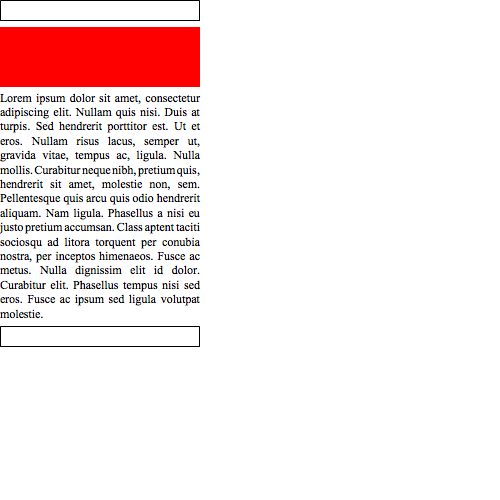 Lorem ipsum dolor sit amet, consectetur
adipiscing elit. Nullam quis nisi. Duis at
turpis. Sed hendrerit porttitor est. Ut et
eros. Nullam risus lacus, semper ut,
gravida vitae, tempus ac, ligula. Nulla
mollis. Curabitur neque nibh, pretium quis,
hendrerit sit amet, molestie non, sem.
Pellentesque quis arcu quis odio hendrerit
aliquam. Nam ligula. Phasellus a nisi eu
justo pretium accumsan. Class aptent taciti
sociosqu ad litora torquent per conubia
nostra, per inceptos himenaeos. Fusce ac
metus. Nulla dignissim elit id dolor.
Curabitur elit. Phasellus tempus nisi sed
eros. Fusce ac ipsum sed ligula volutpat
molestie.